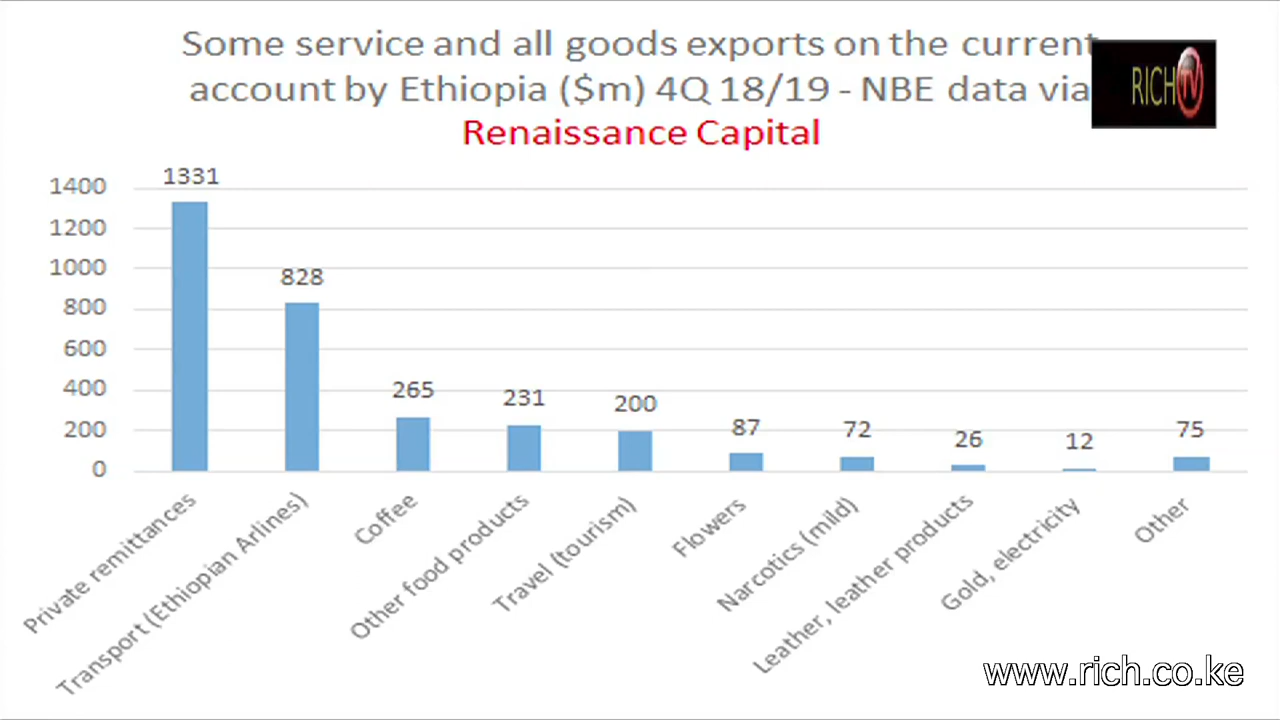 Some service and all goods exports on the current
account by Ethiopia ($m) 4Q 18/19 - NBE data via
Renaissance Capital
RICH TV
1400
1200
1000
800
600
400
200
0
1331
828
265
231
200
87
72
26
12
75
Private remittances
Transport (Ethiopian Arlines)
Coffee
Other food products
Travel (tourism)
Flowers
Narcotics (mild)
Leather, leather products
Gold, electricity
Other
www.rich.co.ke